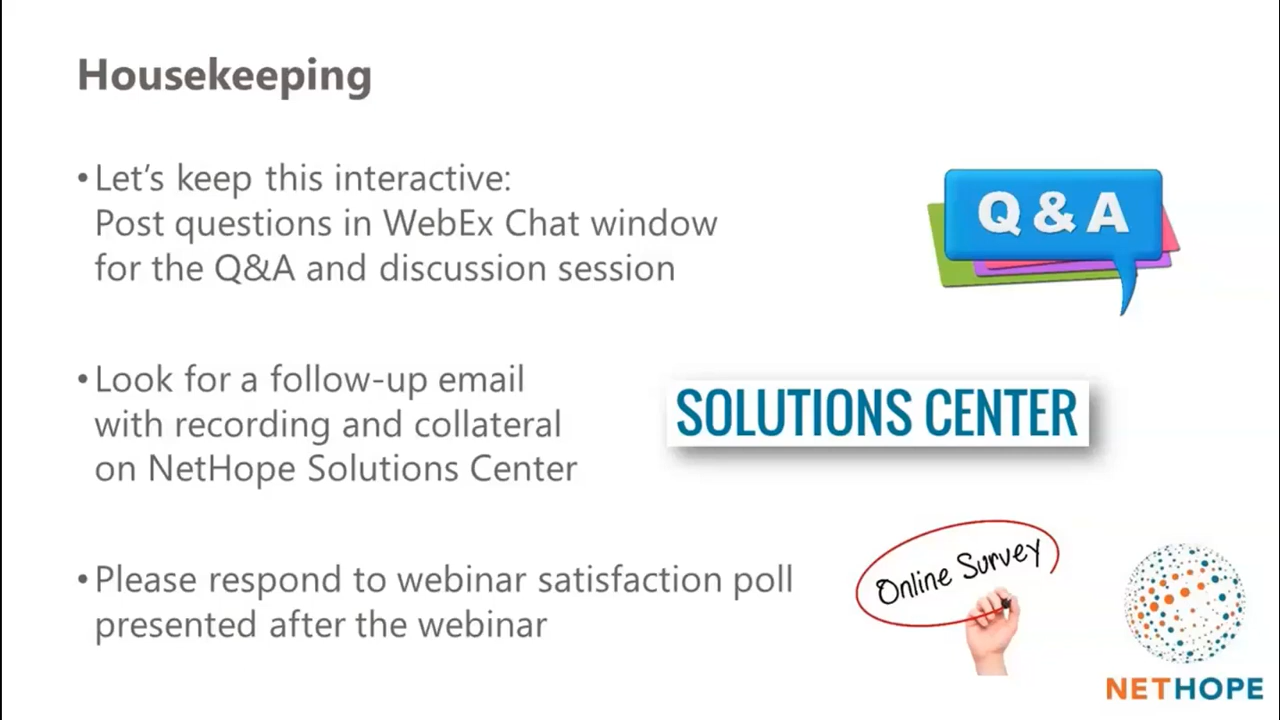 Housekeeping
•Let’s keep this interactive:
Post questions in WebEx Chat window
for the Q&A and discussion session
Q & A
•Look for a follow-up email
with recording and collateral
on NetHope Solutions Center
SOLUTIONS CENTER
•Please respond to webinar satisfaction poll
presented after the webinar
Online Survey
NETHOPE